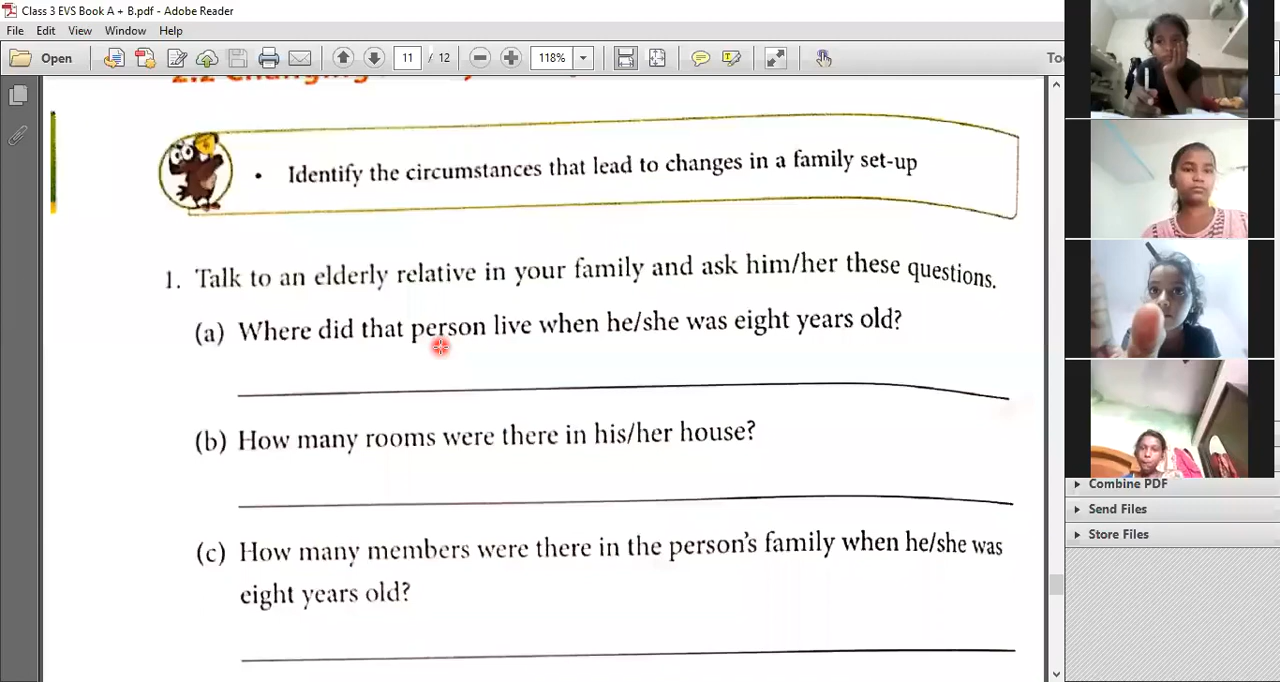 Class 3 EVS Book A + B.pdf - Adobe Reader
File Edit View Window Help
Open 11 / 12 118%
2.2 Changing
• Identify the circumstances that lead to changes in a family set-up
1. Talk to an elderly relative in your family and ask him/her these questions.
(a) Where did that person live when he/she was eight years old?
(b) How many rooms were there in his/her house?
(c) How many members were there in the person's family when he/she was
eight years old?
Combine PDF
Send Files
Store Files